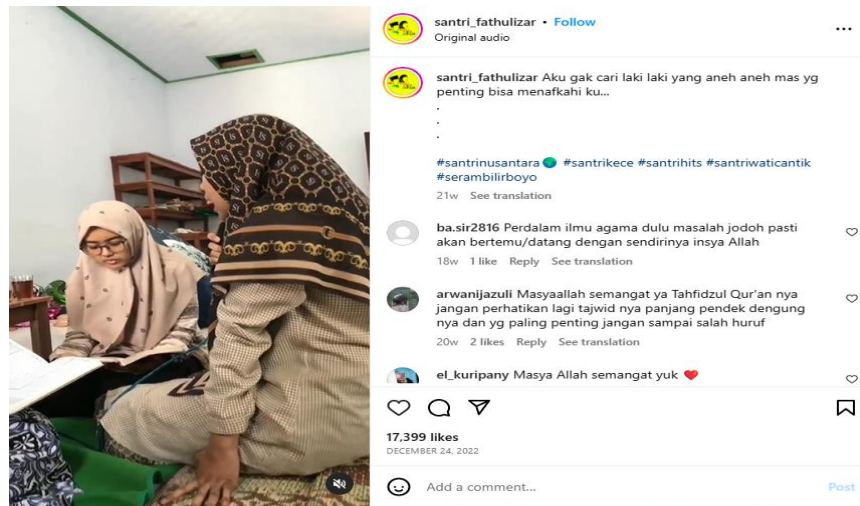 santri_fathulizar • Follow
Original audio
santri_fathulizar Aku gak cari laki laki yang aneh aneh mas yg
penting bisa menafkahi ku...
.
.
.
#santrinusantara🌏 #santrikece #santrihits #santriwaticantik
#serambilirboyo
21w See translation
ba.sir2816 Perdalam ilmu agama dulu masalah jodoh pasti
akan bertemu/datang dengan sendirinya insya Allah
18w 1 like Reply See translation
arwanijazuli Masyaallah semangat ya Tahfidzul Qur'an nya
jangan perhatikan lagi tajwid nya panjang pendek dengung
nya dan yg paling penting jangan sampai salah huruf
20w 2 likes Reply See translation
el_kuripany Masya Allah semangat yuk ❤️
17,399 likes
DECEMBER 24, 2022
Add a comment...
Post